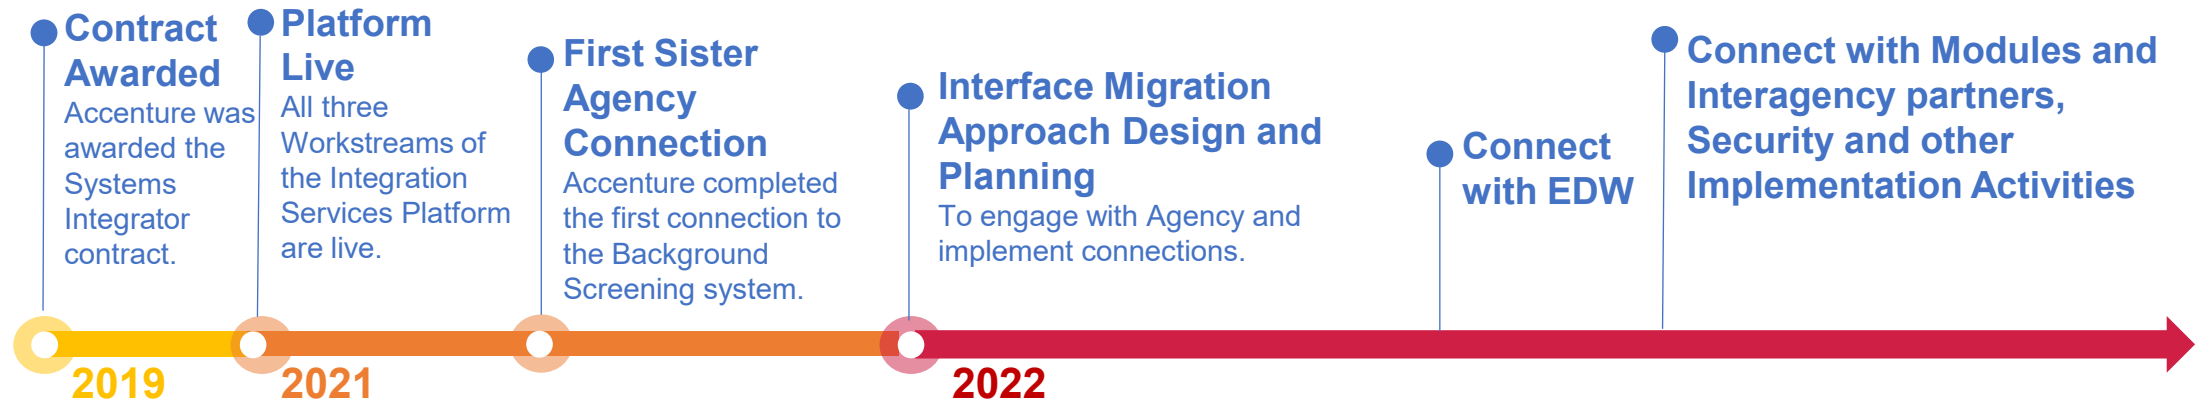 Contract
Awarded
Accenture was
awarded the
Systems
Integrator
contract.
Platform
Live
All three
Workstreams of
the Integration
Services Platform
are live.
First Sister
Agency
Connection
Accenture completed
the first connection to
the Background
Screening system.
Interface Migration
Approach Design and
Planning
To engage with Agency and
implement connections.
Connect
with EDW
Connect with Modules and
Interagency partners,
Security and other
Implementation Activities
2019
2021
2022